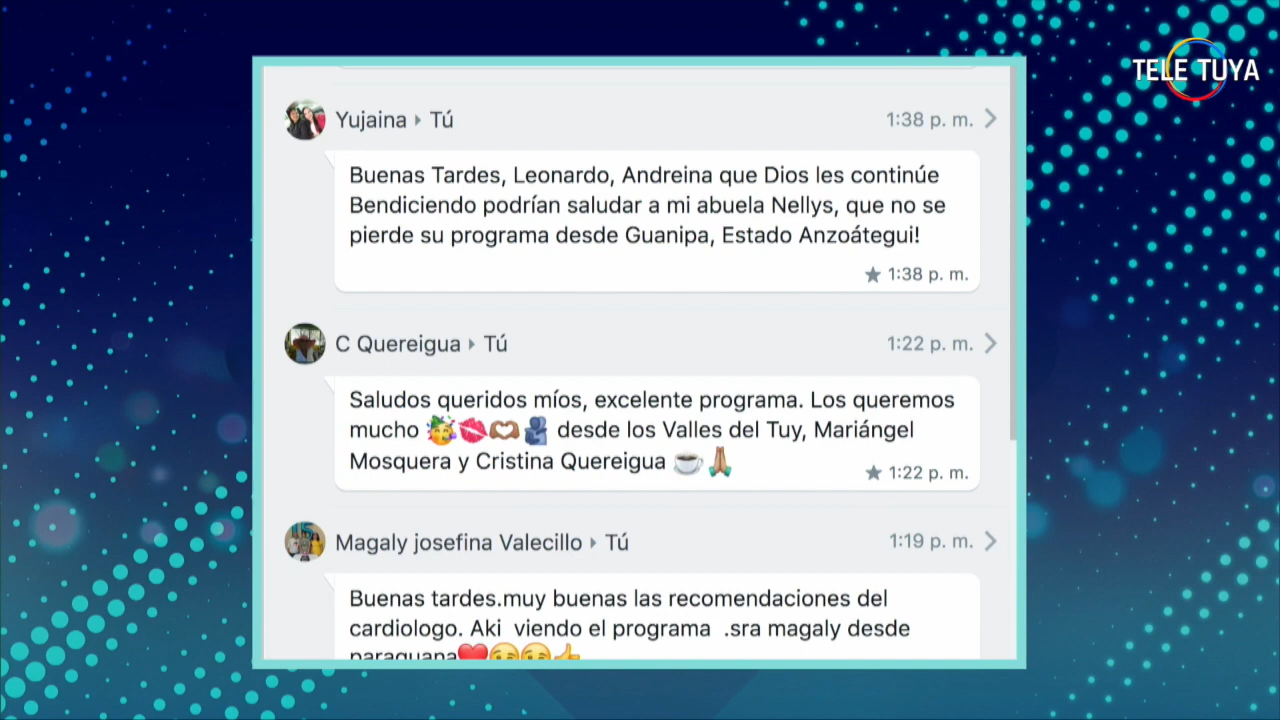 TELE TUYA
Yujaina ▸ Tú 1:38 p. m.
Buenas Tardes, Leonardo, Andreina que Dios les continúe
Bendiciendo podrían saludar a mi abuela Nellys, que no se
pierde su programa desde Guanipa, Estado Anzoátegui!
★ 1:38 p. m.
C Quereigua ▸ Tú 1:22 p. m.
Saludos queridos míos, excelente programa. Los queremos
mucho 🥳💋🫶🏽🫂 desde los Valles del Tuy, Mariángel
Mosquera y Cristina Quereigua ☕🙏🏽
★ 1:22 p. m.
Magaly josefina Valecillo ▸ Tú 1:19 p. m.
Buenas tardes.muy buenas las recomendaciones del
cardiologo. Aki  viendo el programa  .sra magaly desde
paraguana❤️😉😉👍